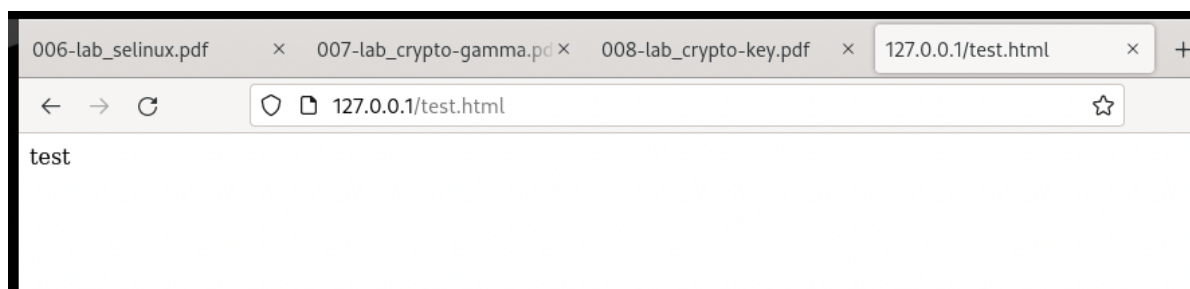 006-lab_selinux.pdf × 007-lab_crypto-gamma.pd × 008-lab_crypto-key.pdf × 127.0.0.1/test.html × +
127.0.0.1/test.html
test